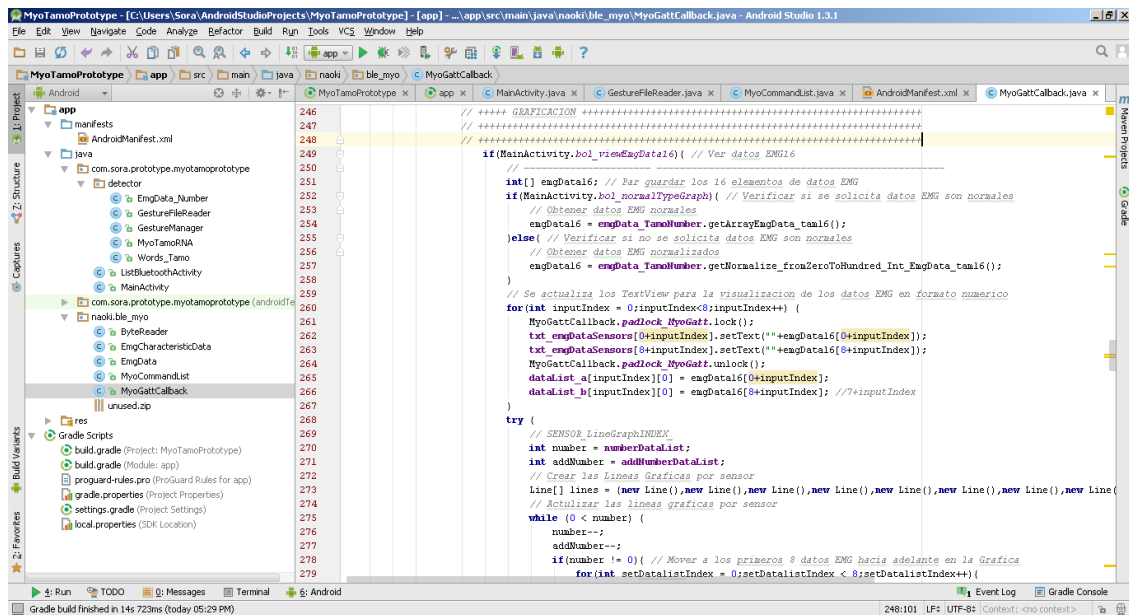 MyoTamoPrototype - [C:\Users\Sora\AndroidStudioProjects\MyoTamoPrototype] - [app] - ...\app\src\main\java\naoki\ble_myo\MyoGattCallback.java - Android Studio 1.3.1
File Edit View Navigate Code Analyze Refactor Build Run Tools VCS Window Help
app
MyoTamoPrototype app src main java naoki ble_myo MyoGattCallback
Android
MyoTamoPrototype × app × MainActivity.java × GestureFileReader.java × MyoCommandList.java × AndroidManifest.xml × MyoGattCallback.java ×
1: Project
Z: Structure
Captures
Build Variants
2: Favorites
app
manifests
AndroidManifest.xml
java
com.sora.prototype.myotamoprototype
detector
EmgData_Number
GestureFileReader
GestureManager
MyoTamoRNA
Words_Tamo
ListBluetoothActivity
MainActivity
com.sora.prototype.myotamoprototype (androidTe
naoki.ble_myo
ByteReader
EmgCharacteristicData
EmgData
MyoCommandList
MyoGattCallback
unused.zip
res
Gradle Scripts
build.gradle (Project: MyoTamoPrototype)
build.gradle (Module: app)
proguard-rules.pro (ProGuard Rules for app)
gradle.properties (Project Properties)
settings.gradle (Project Settings)
local.properties (SDK Location)
246 // +++++ GRAFICACION +++++++++++++++++++++++++++++++++++++++++++++++++++++++++
247 // +++++++++++++++++++++++++++++++++++++++++++++++++++++++++++++++++++++++++++
248 // +++++++++++++++++++++++++++++++++++++++++++++++++++++++++++++++++++++++++++
249 if(MainActivity.bol_viewEmgData16){ // Ver datos EMG16
250 // --------------------- ------------------------------------------------
251 int[] emgData16; // Par guardar los 16 elementos de datos EMG
252 if(MainActivity.bol_normalTypeGraph){ // Verificar si se solicita datos EMG son normales
253 // Obtener datos EMG normales
254 emgData16 = emgData_TamoNumber.getArrayEmgData_tam16();
255 }else{ // Verificar si no se solicita datos EMG son normales
256 // Obtener datos EMG normalizados
257 emgData16 = emgData_TamoNumber.getNormalize_fromZeroToHundred_Int_EmgData_tam16();
258 }
259 // Se actualiza los TextView para la visualizacion de los datos EMG en formato numerico
260 for(int inputIndex = 0;inputIndex<8;inputIndex++) {
261 MyoGattCallback.padlock_MyoGatt.lock();
262 txt_emgDataSensors[0+inputIndex].setText(""+emgData16[0+inputIndex]);
263 txt_emgDataSensors[8+inputIndex].setText(""+emgData16[8+inputIndex]);
264 MyoGattCallback.padlock_MyoGatt.unlock();
265 dataList_a[inputIndex][0] = emgData16[0+inputIndex];
266 dataList_b[inputIndex][0] = emgData16[8+inputIndex]; //7+inputIndex
267 }
268 try {
269 // SENSOR_LineGraphINDEX_
270 int number = numberDataList;
271 int addNumber = addNumberDataList;
272 // Crear las Lineas Graficas por sensor
273 Line[] lines = {new Line(),new Line(),new Line(),new Line(),new Line(),new Line(),new Line(),new Line(
274 // Actulizar las lineas graficas por sensor
275 while (0 < number) {
276 number--;
277 addNumber--;
278 if(number != 0){ // Mover a los primeros 8 datos EMG hacia adelante en la Grafica
279 for(int setDatalistIndex = 0;setDatalistIndex < 8;setDatalistIndex++){
Maven Projects
Gradle
4: Run TODO 0: Messages Terminal 6: Android 1 Event Log Gradle Console
Gradle build finished in 14s 723ms (today 05:29 PM) 248:101 LF÷ UTF-8÷ Context: <no context>